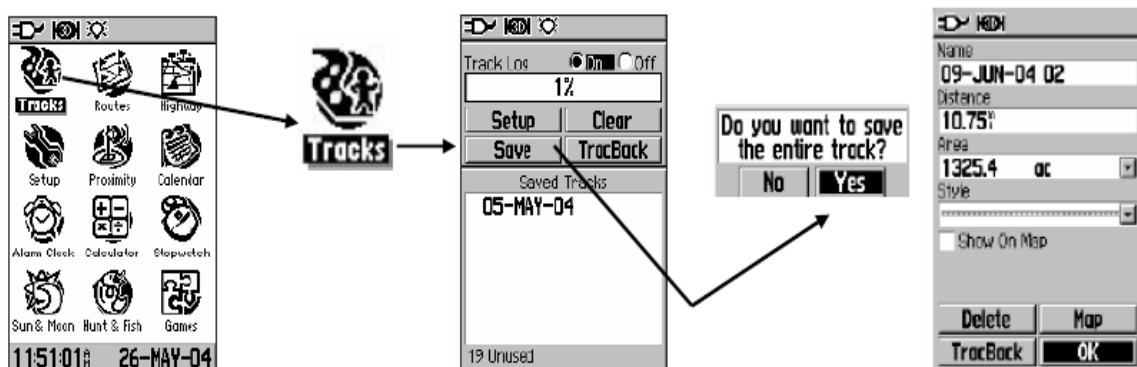 Tracks Routes Highway
Setup Proximity Calendar
Alarm Clock Calculator Stopwatch
Sun & Moon Hunt & Fish Games
11:51:01 26-MAY-04
Tracks
Track Log On Off
1%
Setup Clear
Save TracBack
Saved Tracks
05-MAY-04
19 Unused
Do you want to save
the entire track?
No Yes
Name
09-JUN-04 02
Distance
10.75
Area
1325.4 ac
Style
Show On Map
Delete Map
TracBack OK